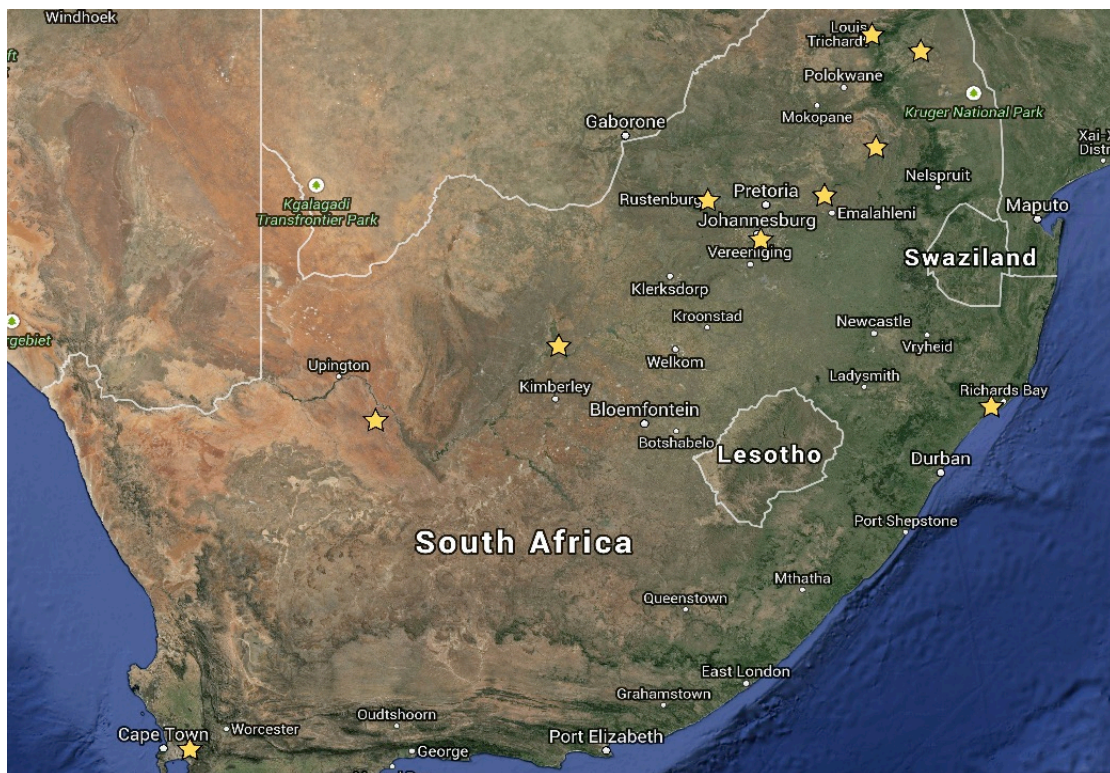 Windhoek
Louis
Trichardt
Polokwane
Mokopane
Kruger National Park
Gaborone
Xai-x
Distr
Kgalagadi
Transfrontier Park
Rustenburg
Pretoria
Nelspruit
Emalahleni
Maputo
Johannesburg
Vereeniging
Swaziland
Klerksdorp
Kroonstad
Newcastle
Vryheid
rgebiet
Welkom
Upington
Ladysmith
Kimberley
Richards Bay
Bloemfontein
Botshabelo
Lesotho
Durban
South Africa
Port Shepstone
Mthatha
Queenstown
East London
Grahamstown
Oudtshoorn
Worcester
Cape Town
George
Port Elizabeth